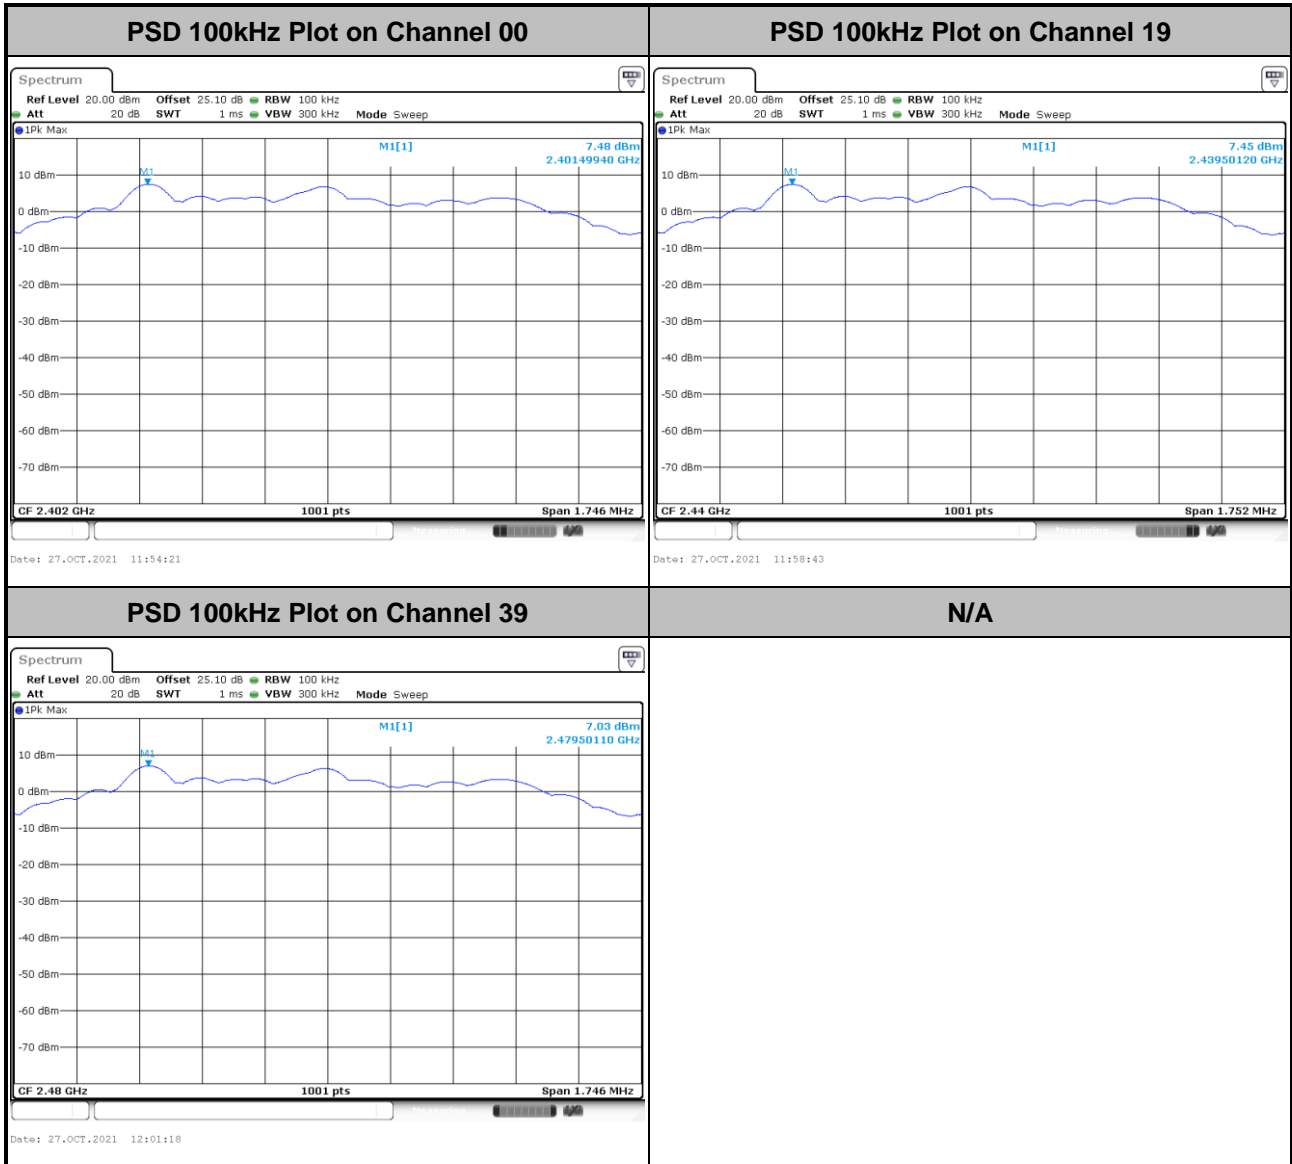 PSD 100kHz Plot on Channel 00
Spectrum
Ref Level 20.00 dBm Offset 25.10 dB RBW 100 kHz
Att 20 dB SWT 1 ms VBW 300 kHz Mode Sweep
1Pk Max
M1[1] 7.48 dBm
2.40149940 GHz
M1
10 dBm
0 dBm
-10 dBm
-20 dBm
-30 dBm
-40 dBm
-50 dBm
-60 dBm
-70 dBm
CF 2.402 GHz 1001 pts Span 1.746 MHz
Measuring...
Date: 27.OCT.2021 11:54:21
PSD 100kHz Plot on Channel 19
Spectrum
Ref Level 20.00 dBm Offset 25.10 dB RBW 100 kHz
Att 20 dB SWT 1 ms VBW 300 kHz Mode Sweep
1Pk Max
M1[1] 7.45 dBm
2.43950120 GHz
M1
10 dBm
0 dBm
-10 dBm
-20 dBm
-30 dBm
-40 dBm
-50 dBm
-60 dBm
-70 dBm
CF 2.44 GHz 1001 pts Span 1.752 MHz
Measuring...
Date: 27.OCT.2021 11:58:43
PSD 100kHz Plot on Channel 39
Spectrum
Ref Level 20.00 dBm Offset 25.10 dB RBW 100 kHz
Att 20 dB SWT 1 ms VBW 300 kHz Mode Sweep
1Pk Max
M1[1] 7.03 dBm
2.47950110 GHz
M1
10 dBm
0 dBm
-10 dBm
-20 dBm
-30 dBm
-40 dBm
-50 dBm
-60 dBm
-70 dBm
CF 2.48 GHz 1001 pts Span 1.746 MHz
Measuring...
Date: 27.OCT.2021 12:01:18
N/A